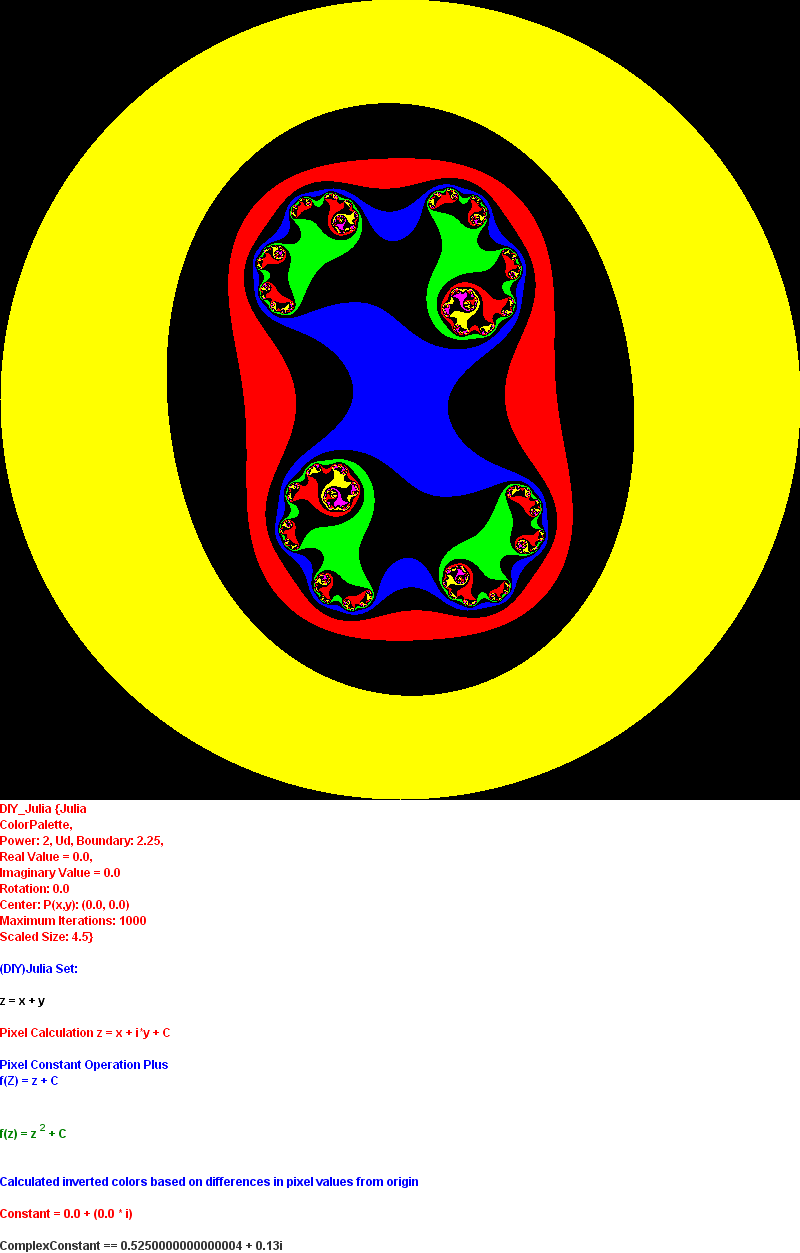 DIY_Julia {Julia
ColorPalette,
Power: 2, Ud, Boundary: 2.25,
Real Value = 0.0,
Imaginary Value = 0.0
Rotation: 0.0
Center: P(x,y): (0.0, 0.0)
Maximum Iterations: 1000
Scaled Size: 4.5}
(DIY)Julia Set:
z = x + y
Pixel Calculation z = x + i*y + C
Pixel Constant Operation Plus
f(Z) = z + C
f(z) = z ² + C
Calculated inverted colors based on differences in pixel values from origin
Constant = 0.0 + (0.0 * i)
ComplexConstant == 0.5250000000000004 + 0.13i